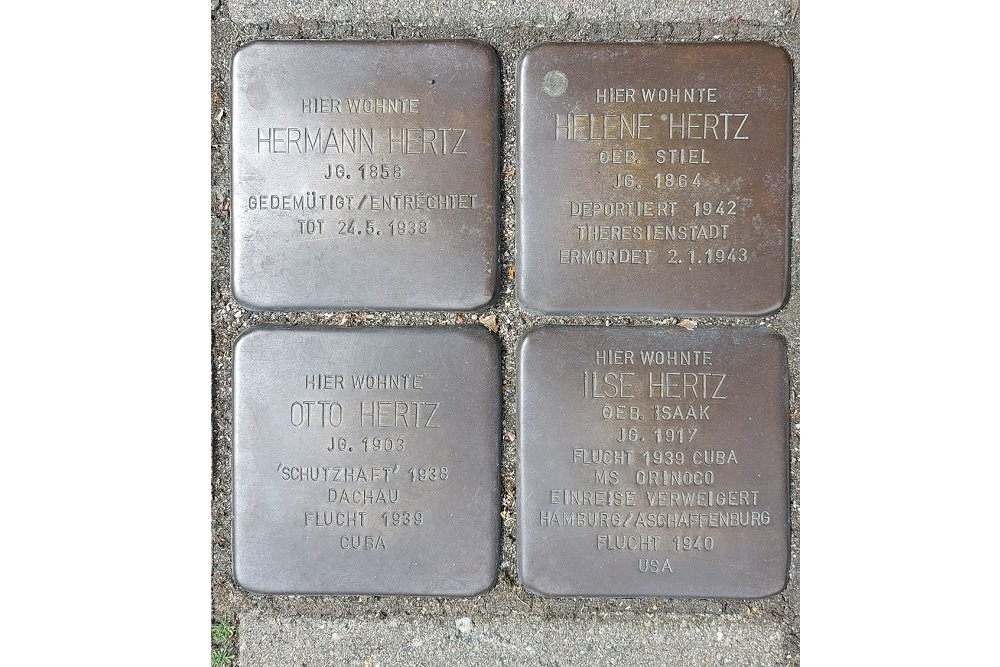 HIER WOHNTE
HERMANN HERTZ
JG. 1858
GEDEMÜTIGT/ENTRECHTET
TOT 24.5.1938
HIER WOHNTE
HELENE HERTZ
GEB. STIEL
JG. 1864
DEPORTIERT 1942
THERESIENSTADT
ERMORDET 2.1.1943
HIER WOHNTE
OTTO HERTZ
JG. 1903
'SCHUTZHAFT' 1938
DACHAU
FLUCHT 1939
CUBA
HIER WOHNTE
ILSE HERTZ
GEB. ISAAK
JG. 1917
FLUCHT 1939 CUBA
MS ORINOCO
EINREISE VERWEIGERT
HAMBURG/ASCHAFFENBURG
FLUCHT 1940
USA